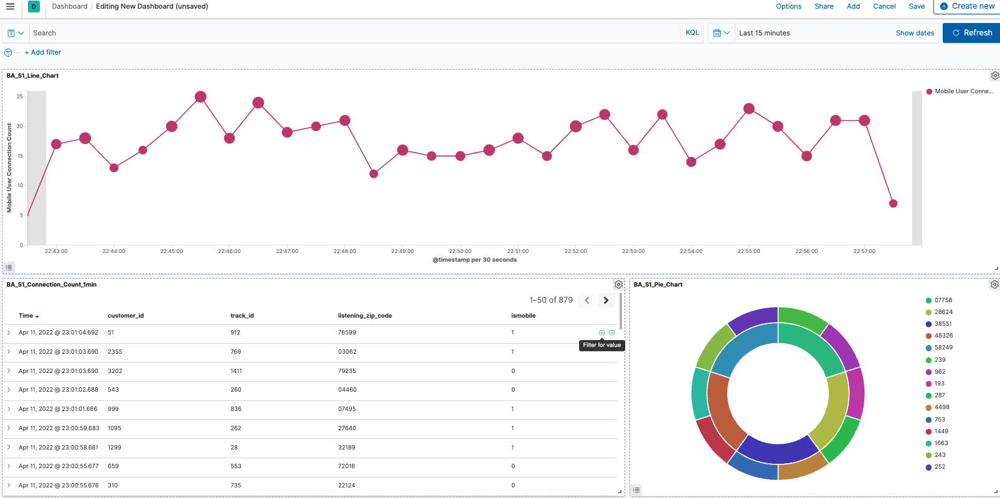 D Dashboard / Editing New Dashboard (unsaved) Options Share Add Cancel Save Create new
Search KQL Last 15 minutes Show dates Refresh
+ Add filter
BA_S1_Line_Chart
Mobile User Connection Count
25
20
15
10
5
0
22:43:00 22:44:00 22:45:00 22:46:00 22:47:00 22:48:00 22:49:00 22:50:00 22:51:00 22:52:00 22:53:00 22:54:00 22:55:00 22:56:00 22:57:00
@timestamp per 30 seconds
Mobile User Conne...
BA_S1_Connection_Count_1min
1–50 of 879
Time customer_id track_id listening_zip_code ismobile
Apr 11, 2022 @ 23:01:04.692 51 912 76599 1
Filter for value
Apr 11, 2022 @ 23:01:03.690 2355 769 03062 1
Apr 11, 2022 @ 23:01:03.690 3202 1411 79235 0
Apr 11, 2022 @ 23:01:02.688 543 260 04460 0
Apr 11, 2022 @ 23:01:01.686 999 836 07495 1
Apr 11, 2022 @ 23:00:59.683 1095 262 27640 1
Apr 11, 2022 @ 23:00:58.681 1299 28 32189 1
Apr 11, 2022 @ 23:00:55.677 659 553 72016 0
Apr 11, 2022 @ 23:00:55.676 310 735 22124 0
BA_S1_Pie_Chart
07758
28624
38551
48326
58249
239
962
193
287
4498
753
1449
1663
243
252